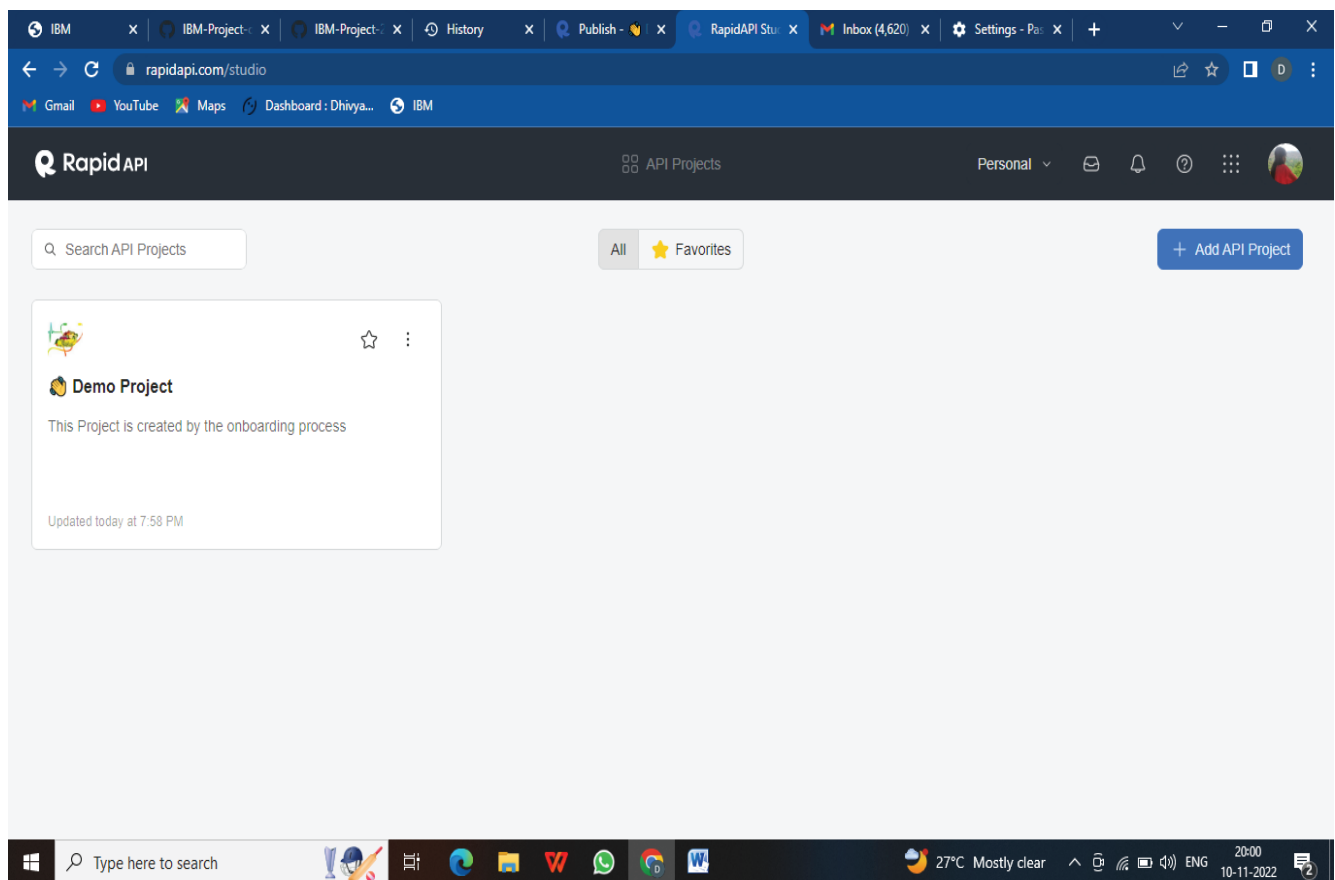 IBM IBM-Project- IBM-Project- History Publish - RapidAPI Stu Inbox (4,620) Settings - Pas
rapidapi.com/studio D
Gmail YouTube Maps Dashboard : Dhivya... IBM
Rapid API API Projects Personal
Search API Projects All Favorites + Add API Project
Demo Project
This Project is created by the onboarding process
Updated today at 7:58 PM
Type here to search 27°C Mostly clear ENG 20:00
10-11-2022 2